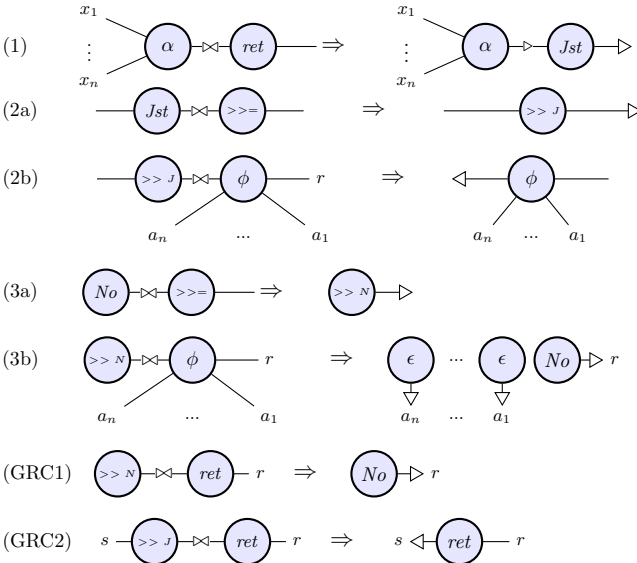 x₁ x₁
(1) ⋮ α ret ⇒ ⋮ α Jst
xₙ xₙ
(2a) Jst >>= ⇒ >> J
(2b) >> J ϕ r ⇒ ϕ
aₙ ... a₁ aₙ ... a₁
(3a) No >>= ⇒ >> N
(3b) >> N ϕ r ⇒ ϵ ... ϵ No r
aₙ ... a₁ aₙ ... a₁
(GRC1) >> N ret r ⇒ No r
(GRC2) s >> J ret r ⇒ s ret r